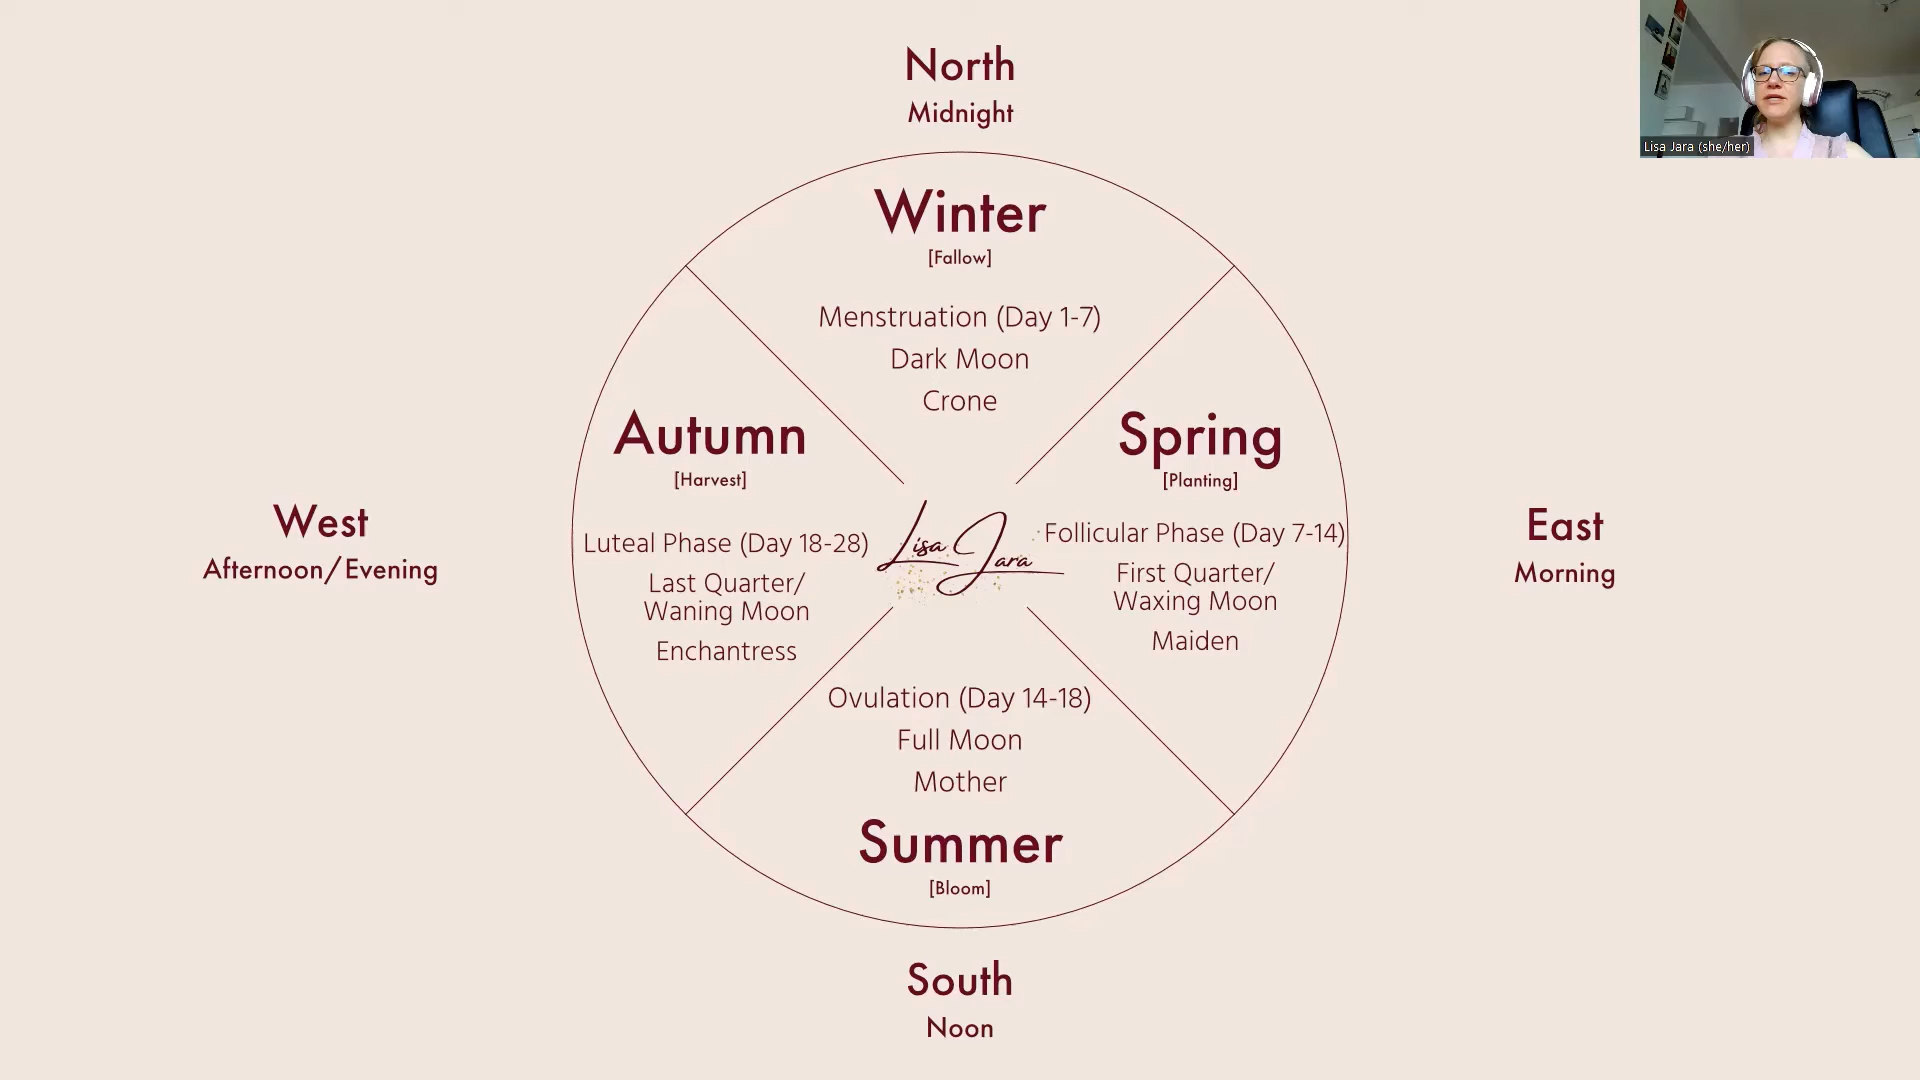 North
Midnight
Lisa Jara (she/her)
Winter
[Fallow]
Menstruation (Day 1-7)
Dark Moon
Crone
Autumn
[Harvest]
Luteal Phase (Day 18-28)
Last Quarter/
Waning Moon
Enchantress
Spring
[Planting]
Follicular Phase (Day 7-14)
First Quarter/
Waxing Moon
Maiden
West
Afternoon/Evening
Lisa Jara
East
Morning
Ovulation (Day 14-18)
Full Moon
Mother
Summer
[Bloom]
South
Noon